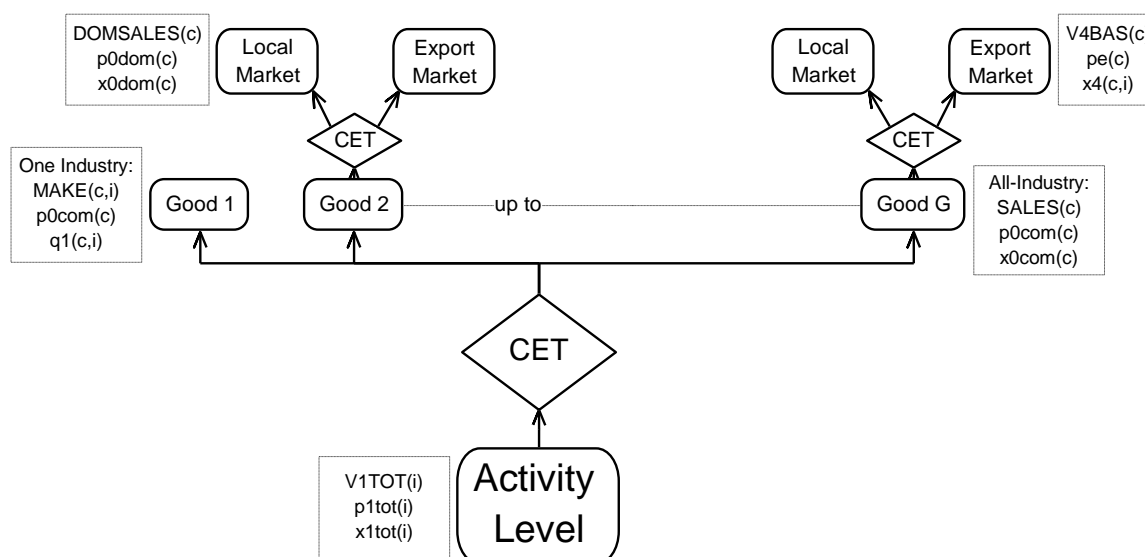 DOMSALES(c)
p0dom(c)
x0dom(c)
Local
Market
Export
Market
Local
Market
Export
Market
V4BAS(c
pe(c)
x4(c,i)
CET
CET
One Industry:
MAKE(c,i)
p0com(c)
q1(c,i)
Good 1
Good 2
up to
Good G
All-Industry:
SALES(c)
p0com(c)
x0com(c)
CET
V1TOT(i)
p1tot(i)
x1tot(i)
Activity
Level